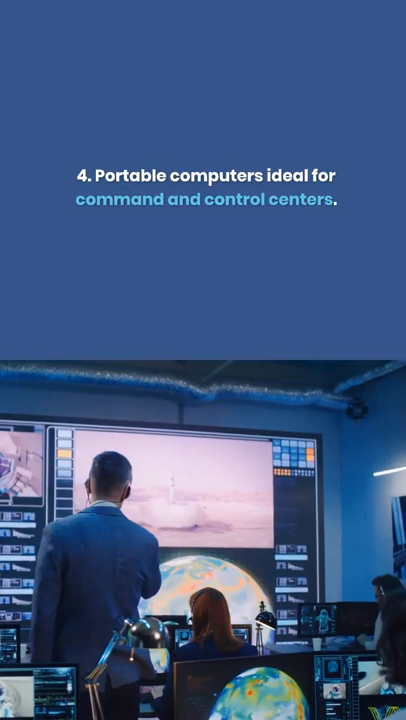 4. Portable computers ideal for
command and control centers.